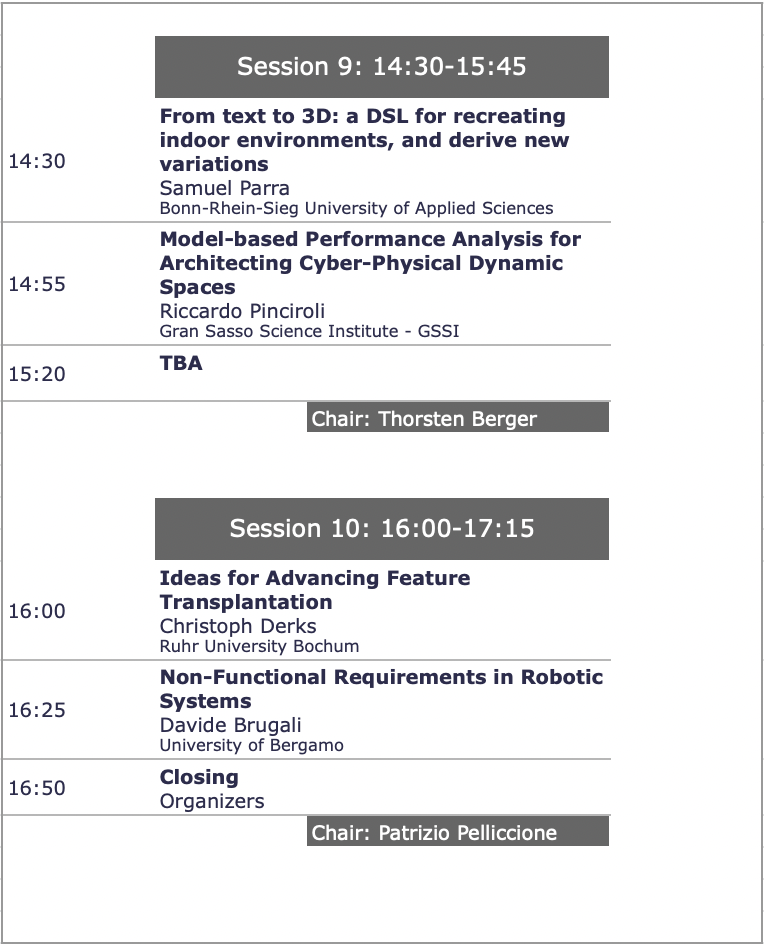 Session 9: 14:30-15:45
14:30
From text to 3D: a DSL for recreating
indoor environments, and derive new
variations
Samuel Parra
Bonn-Rhein-Sieg University of Applied Sciences
14:55
Model-based Performance Analysis for
Architecting Cyber-Physical Dynamic
Spaces
Riccardo Pinciroli
Gran Sasso Science Institute - GSSI
15:20
TBA
Chair: Thorsten Berger
Session 10: 16:00-17:15
16:00
Ideas for Advancing Feature
Transplantation
Christoph Derks
Ruhr University Bochum
16:25
Non-Functional Requirements in Robotic
Systems
Davide Brugali
University of Bergamo
16:50
Closing
Organizers
Chair: Patrizio Pelliccione